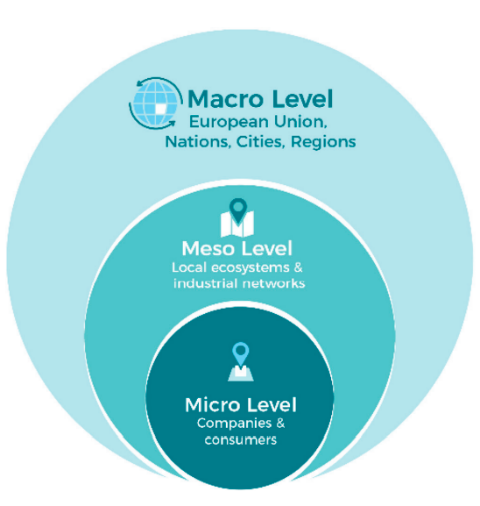 Macro Level
European Union,
Nations, Cities, Regions
Meso Level
Local ecosystems &
industrial networks
Micro Level
Companies &
consumers